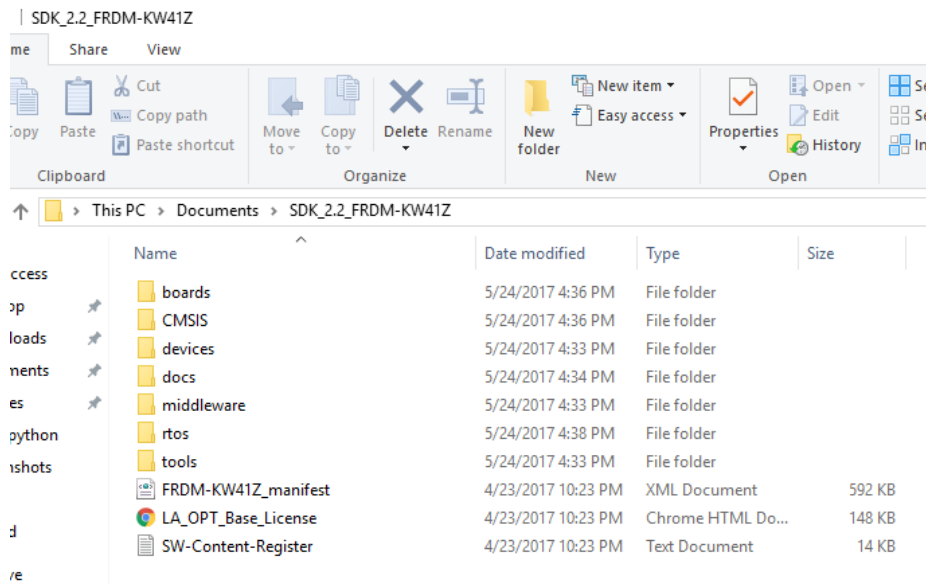 SDK_2.2_FRDM-KW41Z
me Share View
Copy Paste Cut Copy path Paste shortcut
Move to Copy to Delete Rename
New folder New item Easy access
Properties Open Edit History
Clipboard Organize New Open
This PC Documents SDK_2.2_FRDM-KW41Z
Name Date modified Type Size
boards 5/24/2017 4:36 PM File folder
ccess
CMSIS 5/24/2017 4:36 PM File folder
op
devices 5/24/2017 4:33 PM File folder
loads
docs 5/24/2017 4:34 PM File folder
ments
middleware 5/24/2017 4:33 PM File folder
es
rtos 5/24/2017 4:38 PM File folder
python
tools 5/24/2017 4:33 PM File folder
nshots
FRDM-KW41Z_manifest 4/23/2017 10:23 PM XML Document 592 KB
LA_OPT_Base_License 4/23/2017 10:23 PM Chrome HTML Do... 148 KB
d
SW-Content-Register 4/23/2017 10:23 PM Text Document 14 KB
ve